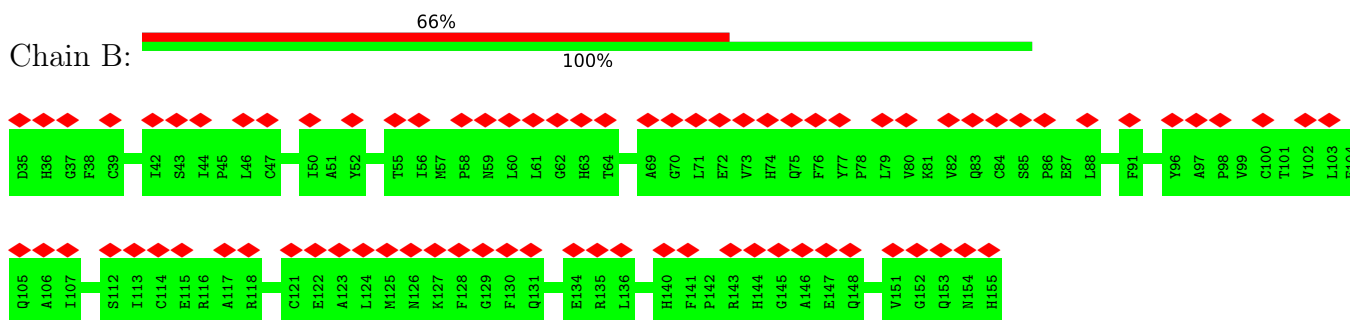 66%
Chain B:
100%
D35 H36 G37 F38 C39 I42 S43 I44 P45 L46 C47 I50 A51 Y52 T55 I56 M57 P58 N59 L60 L61 G62 H63 T64 A69 G70 L71 E72 V73 H74 Q75 F76 Y77 P78 L79 V80 K81 V82 Q83 C84 S85 P86 E87 L88 F91 Y96 A97 P98 V99 C100 T101 V102 L103 E104
Q105 A106 I107 S112 I113 C114 E115 R116 A117 R118 C121 E122 A123 L124 M125 N126 K127 F128 G129 F130 Q131 E134 R135 L136 H140 F141 P142 R143 H144 G145 A146 E147 Q148 V151 G152 Q153 N154 H155